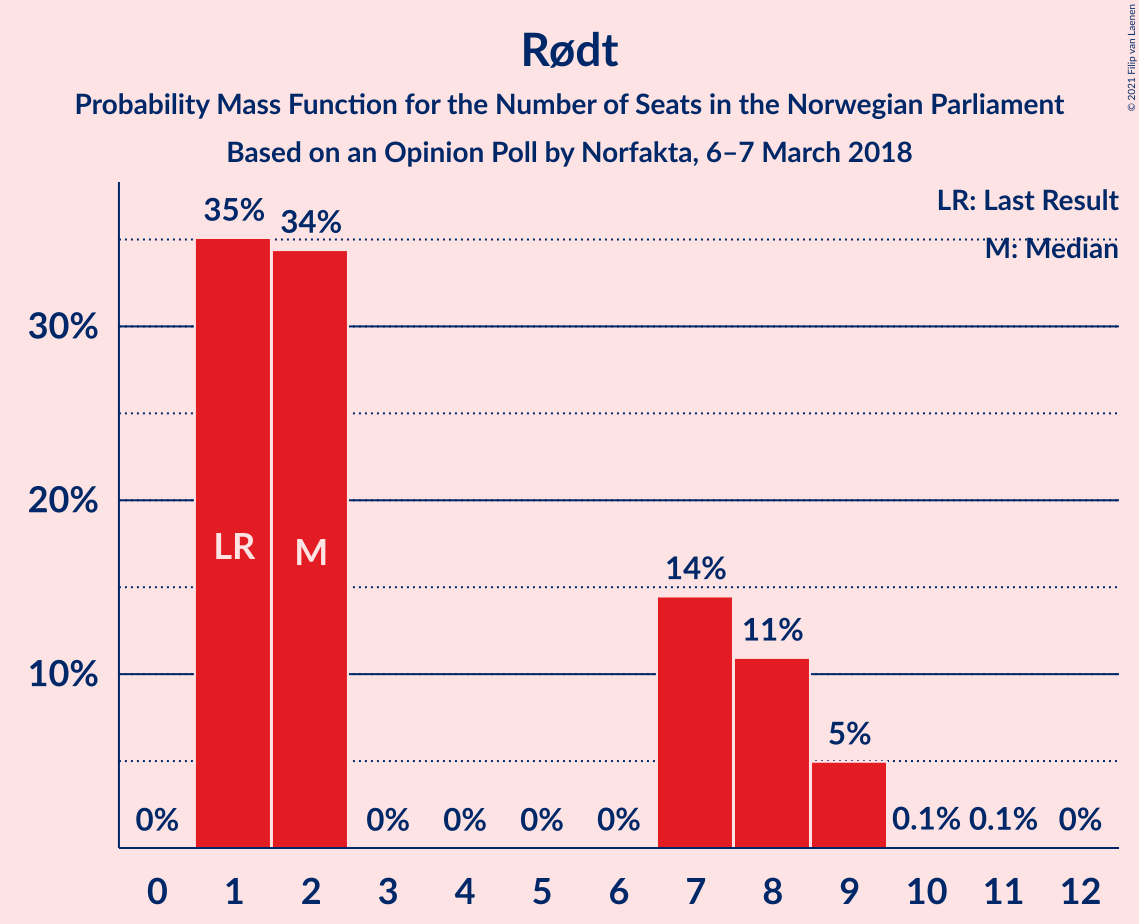 Rødt
Probability Mass Function for the Number of Seats in the Norwegian Parliament
Based on an Opinion Poll by Norfakta, 6–7 March 2018
© 2021 Filip van Laenen
LR: Last Result
M: Median
35%
34%
30%
20%
LR
M
14%
11%
10%
5%
0%
0%
0%
0%
0%
0.1%
0.1%
0%
0 1 2 3 4 5 6 7 8 9 10 11 12